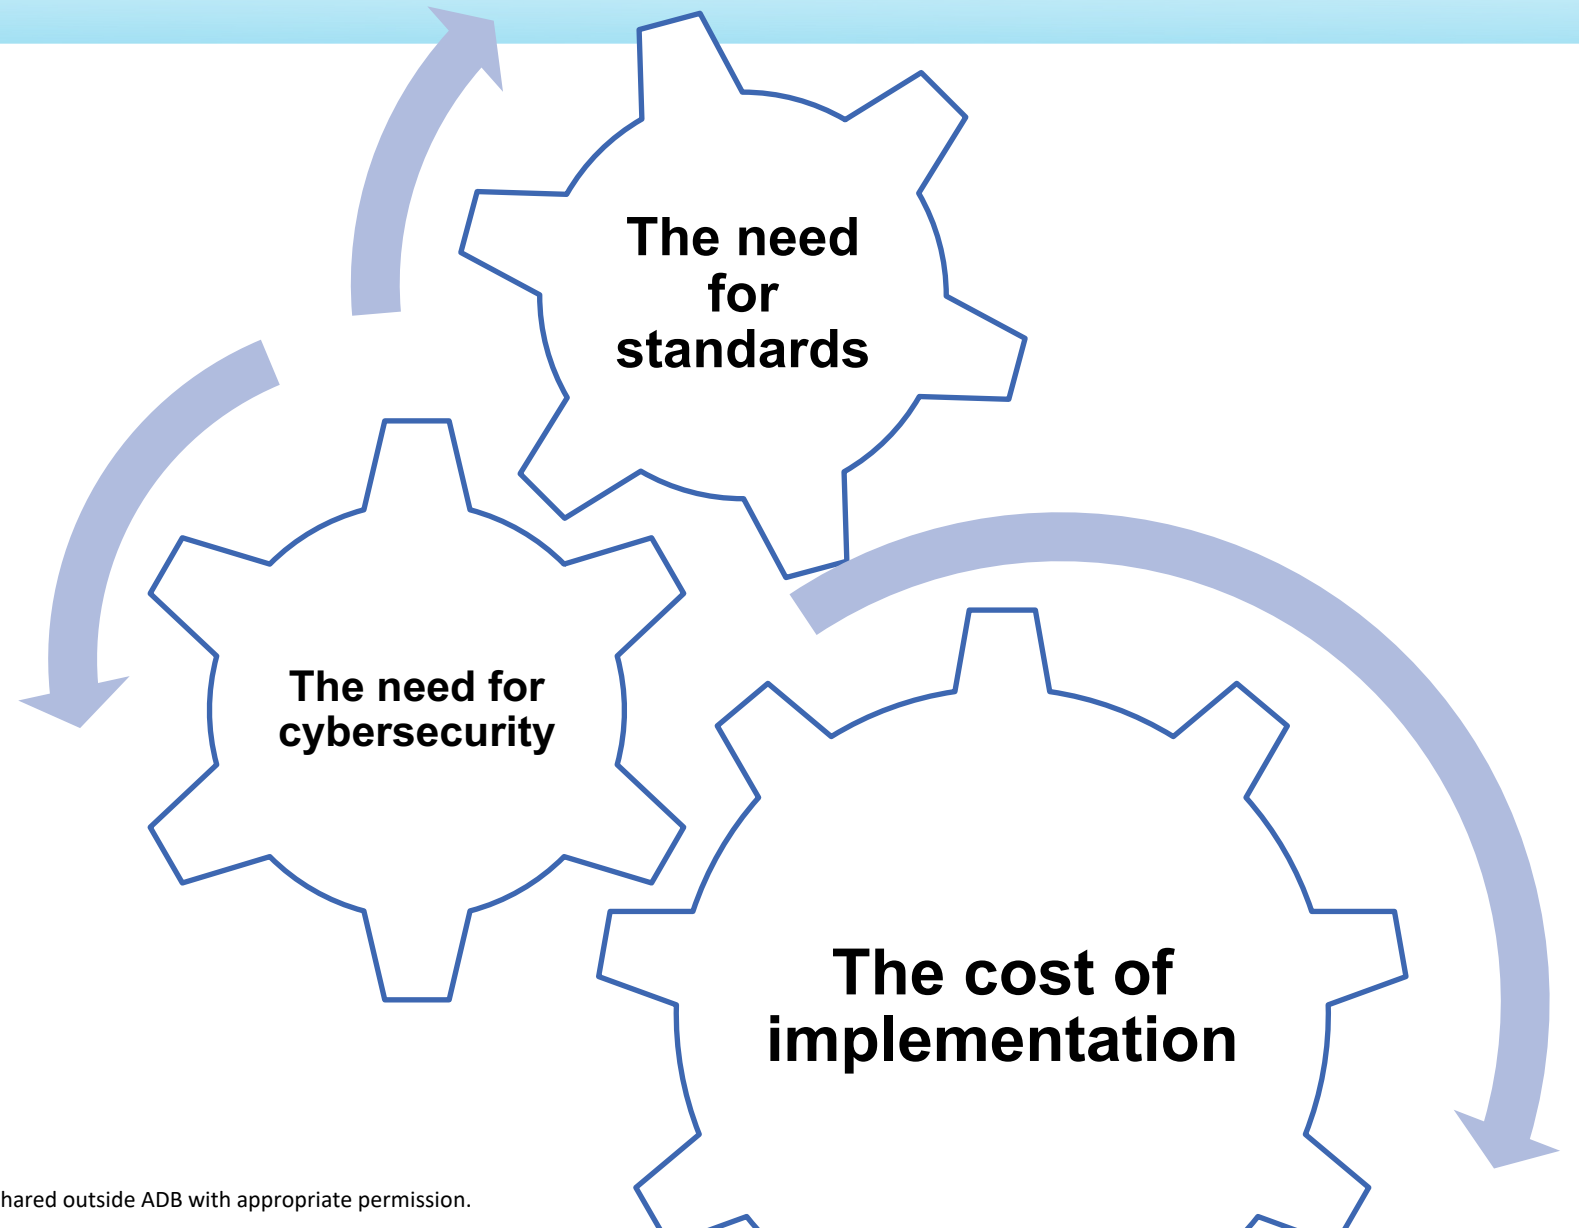 The need
for
standards
The need for
cybersecurity
The cost of
implementation
hared outside ADB with appropriate permission.